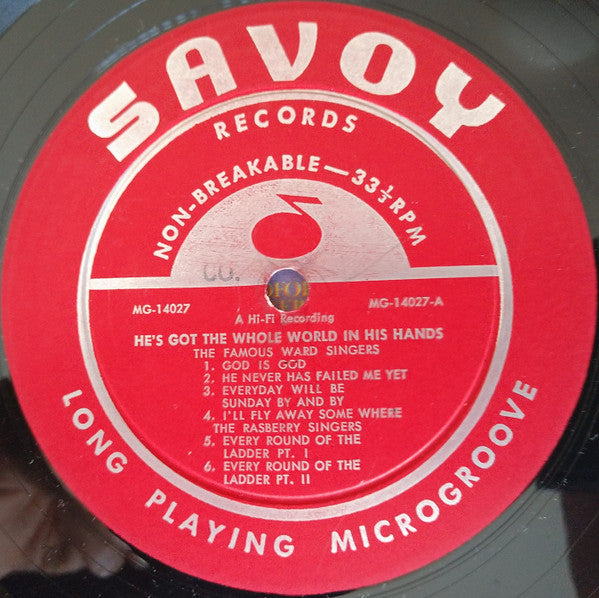 SAVOY
RECORDS
NON-BREAKABLE—33⅓RPM
CO.
MG-14027
MG-14027-A
A Hi-Fi Recording
HE'S GOT THE WHOLE WORLD IN HIS HANDS
THE FAMOUS WARD SINGERS
1. GOD IS GOD
2. HE NEVER HAS FAILED ME YET
3. EVERYDAY WILL BE
SUNDAY BY AND BY
4. I'LL FLY AWAY SOME WHERE
THE RASBERRY SINGERS
5. EVERY ROUND OF THE
LADDER PT. I
6. EVERY ROUND OF THE
LADDER PT. II
LONG PLAYING MICROGROOVE